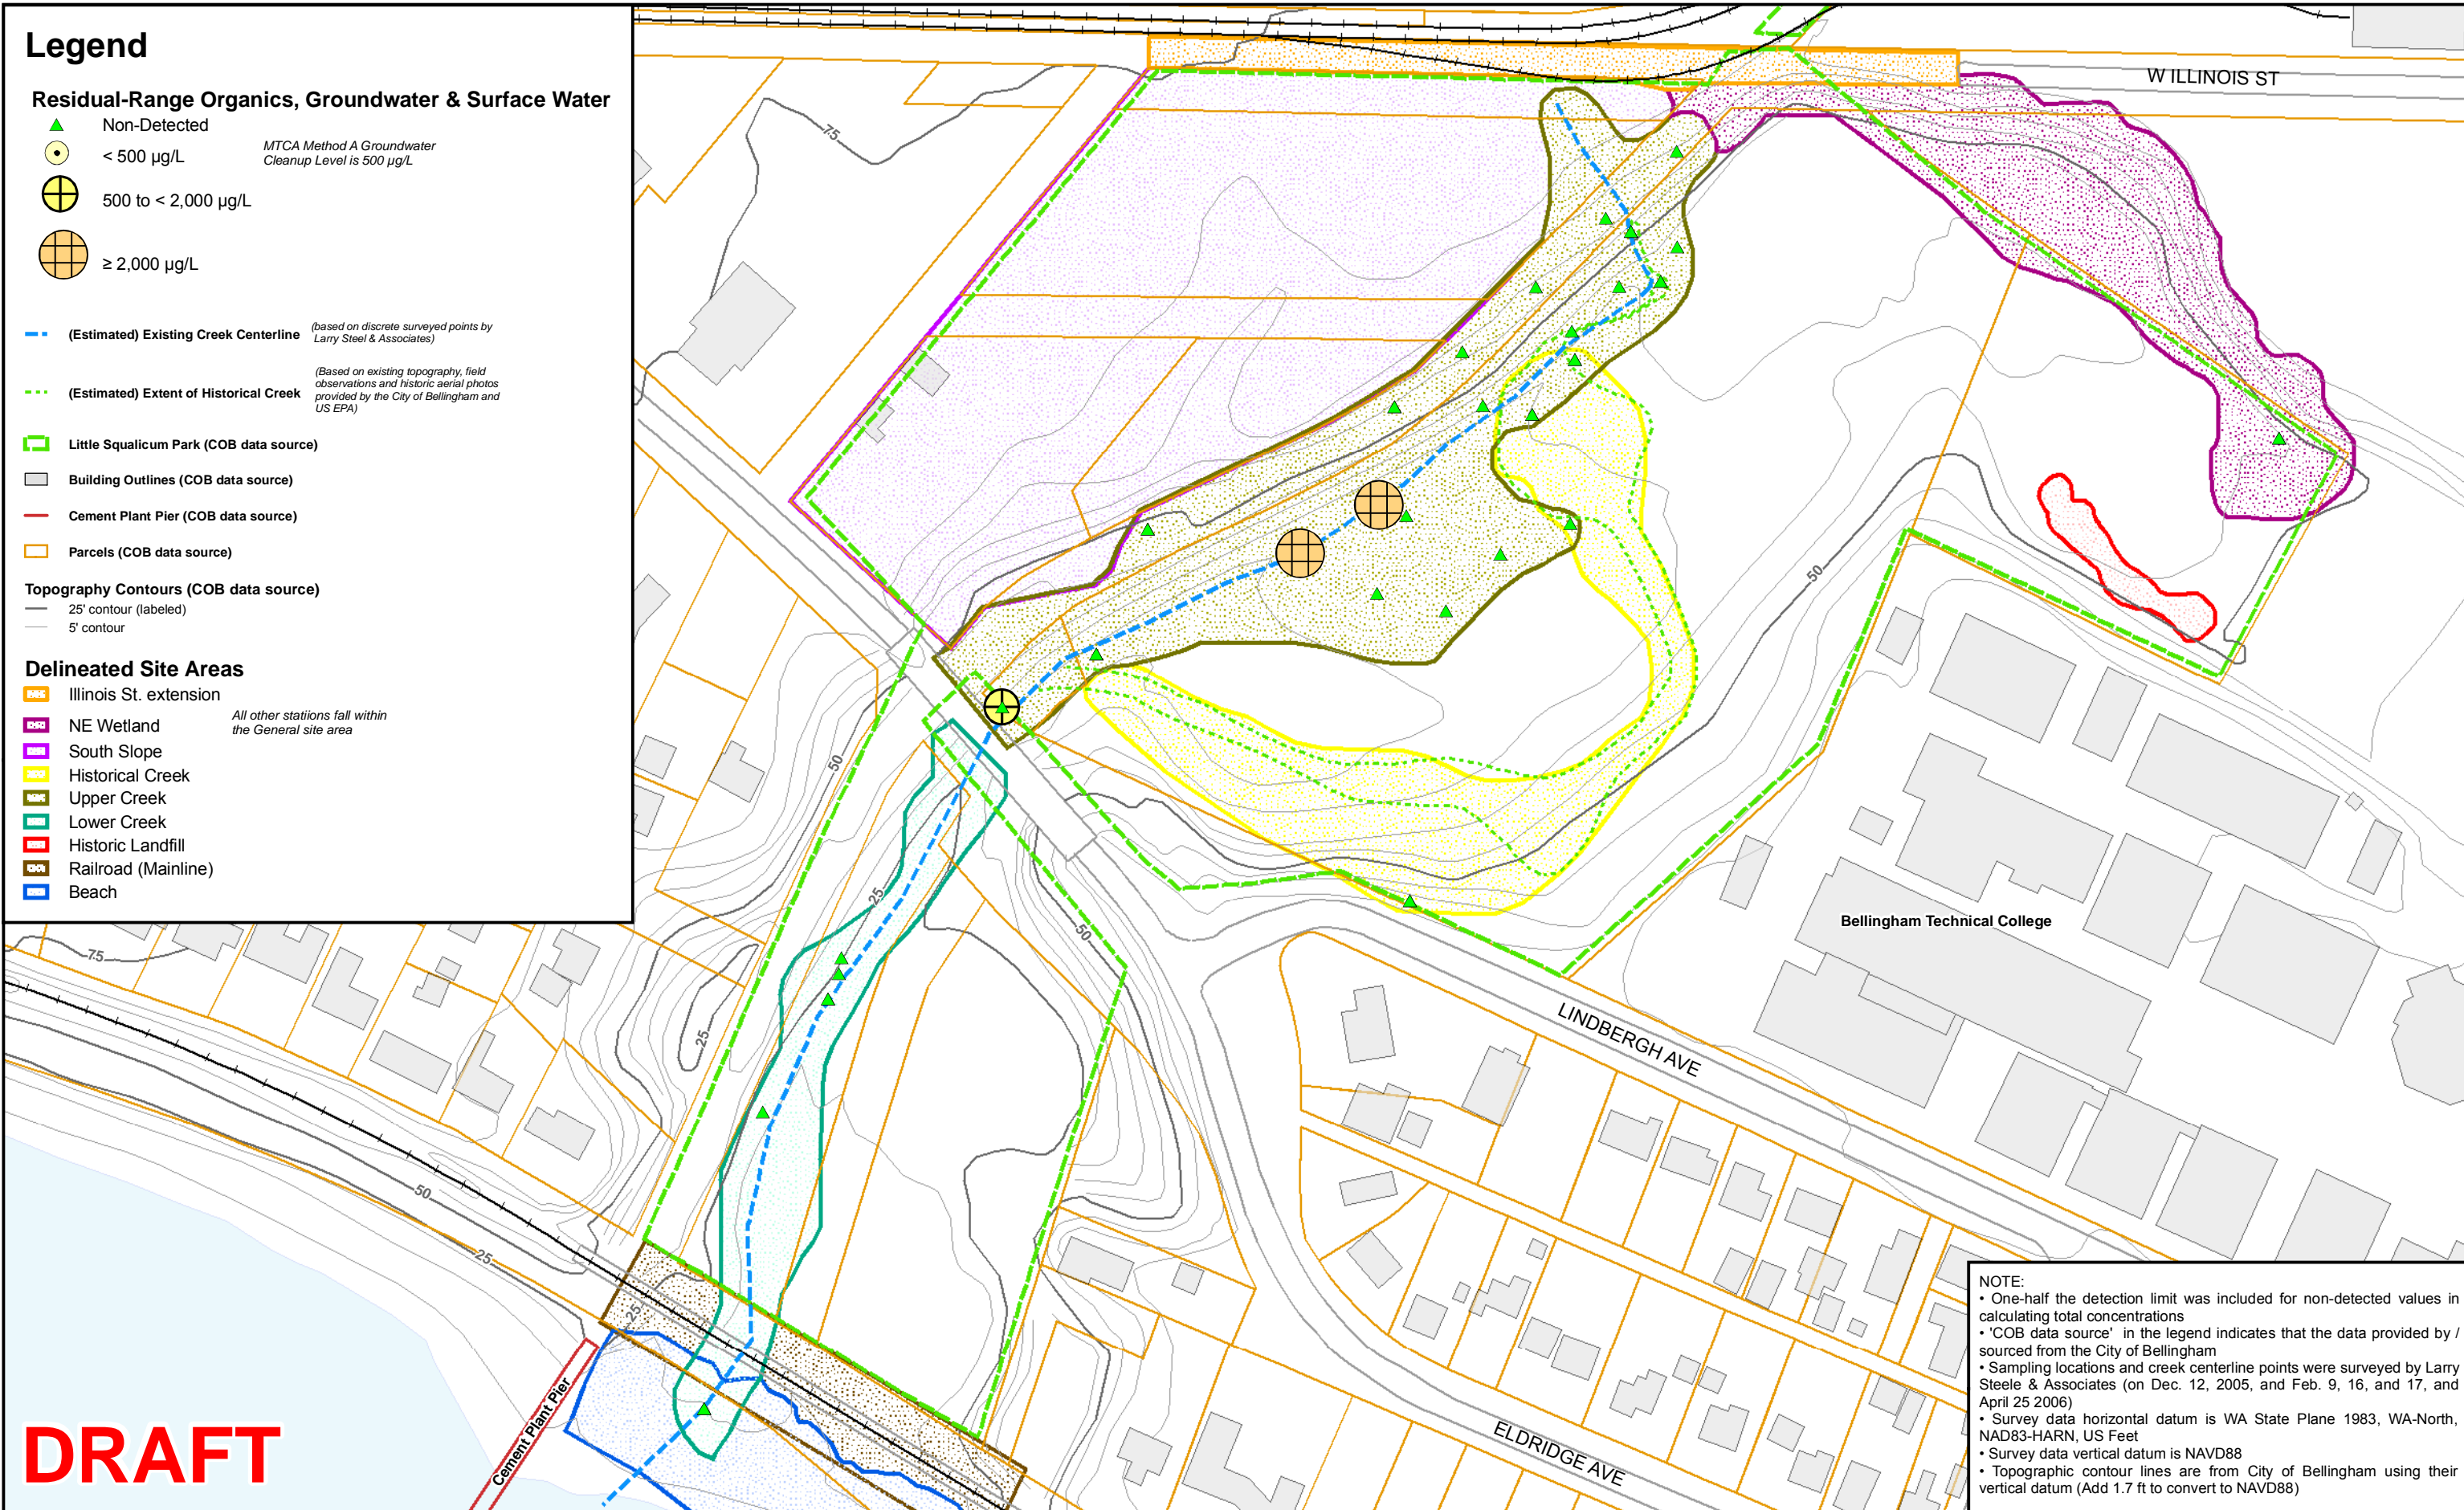 Legend
Residual-Range Organics, Groundwater & Surface Water
Non-Detected
< 500 µg/L
MTCA Method A Groundwater
Cleanup Level is 500 µg/L
500 to < 2,000 µg/L
≥ 2,000 µg/L
(Estimated) Existing Creek Centerline
(based on discrete surveyed points by
Larry Steel & Associates)
(Estimated) Extent of Historical Creek
(Based on existing topography, field
observations and historic aerial photos
provided by the City of Bellingham and
US EPA)
Little Squalicum Park (COB data source)
Building Outlines (COB data source)
Cement Plant Pier (COB data source)
Parcels (COB data source)
Topography Contours (COB data source)
25' contour (labeled)
5' contour
Delineated Site Areas
Illinois St. extension
NE Wetland
All other statiions fall within
the General site area
South Slope
Historical Creek
Upper Creek
Lower Creek
Historic Landfill
Railroad (Mainline)
Beach
W ILLINOIS ST
75
50
50
25
50
75
25
50
25
25
Bellingham Technical College
LINDBERGH AVE
ELDRIDGE AVE
Cement Plant Pier
DRAFT
NOTE:
• One-half the detection limit was included for non-detected values in
calculating total concentrations
• 'COB data source' in the legend indicates that the data provided by /
sourced from the City of Bellingham
• Sampling locations and creek centerline points were surveyed by Larry
Steele & Associates (on Dec. 12, 2005, and Feb. 9, 16, and 17, and
April 25 2006)
• Survey data horizontal datum is WA State Plane 1983, WA-North,
NAD83-HARN, US Feet
• Survey data vertical datum is NAVD88
• Topographic contour lines are from City of Bellingham using their
vertical datum (Add 1.7 ft to convert to NAVD88)